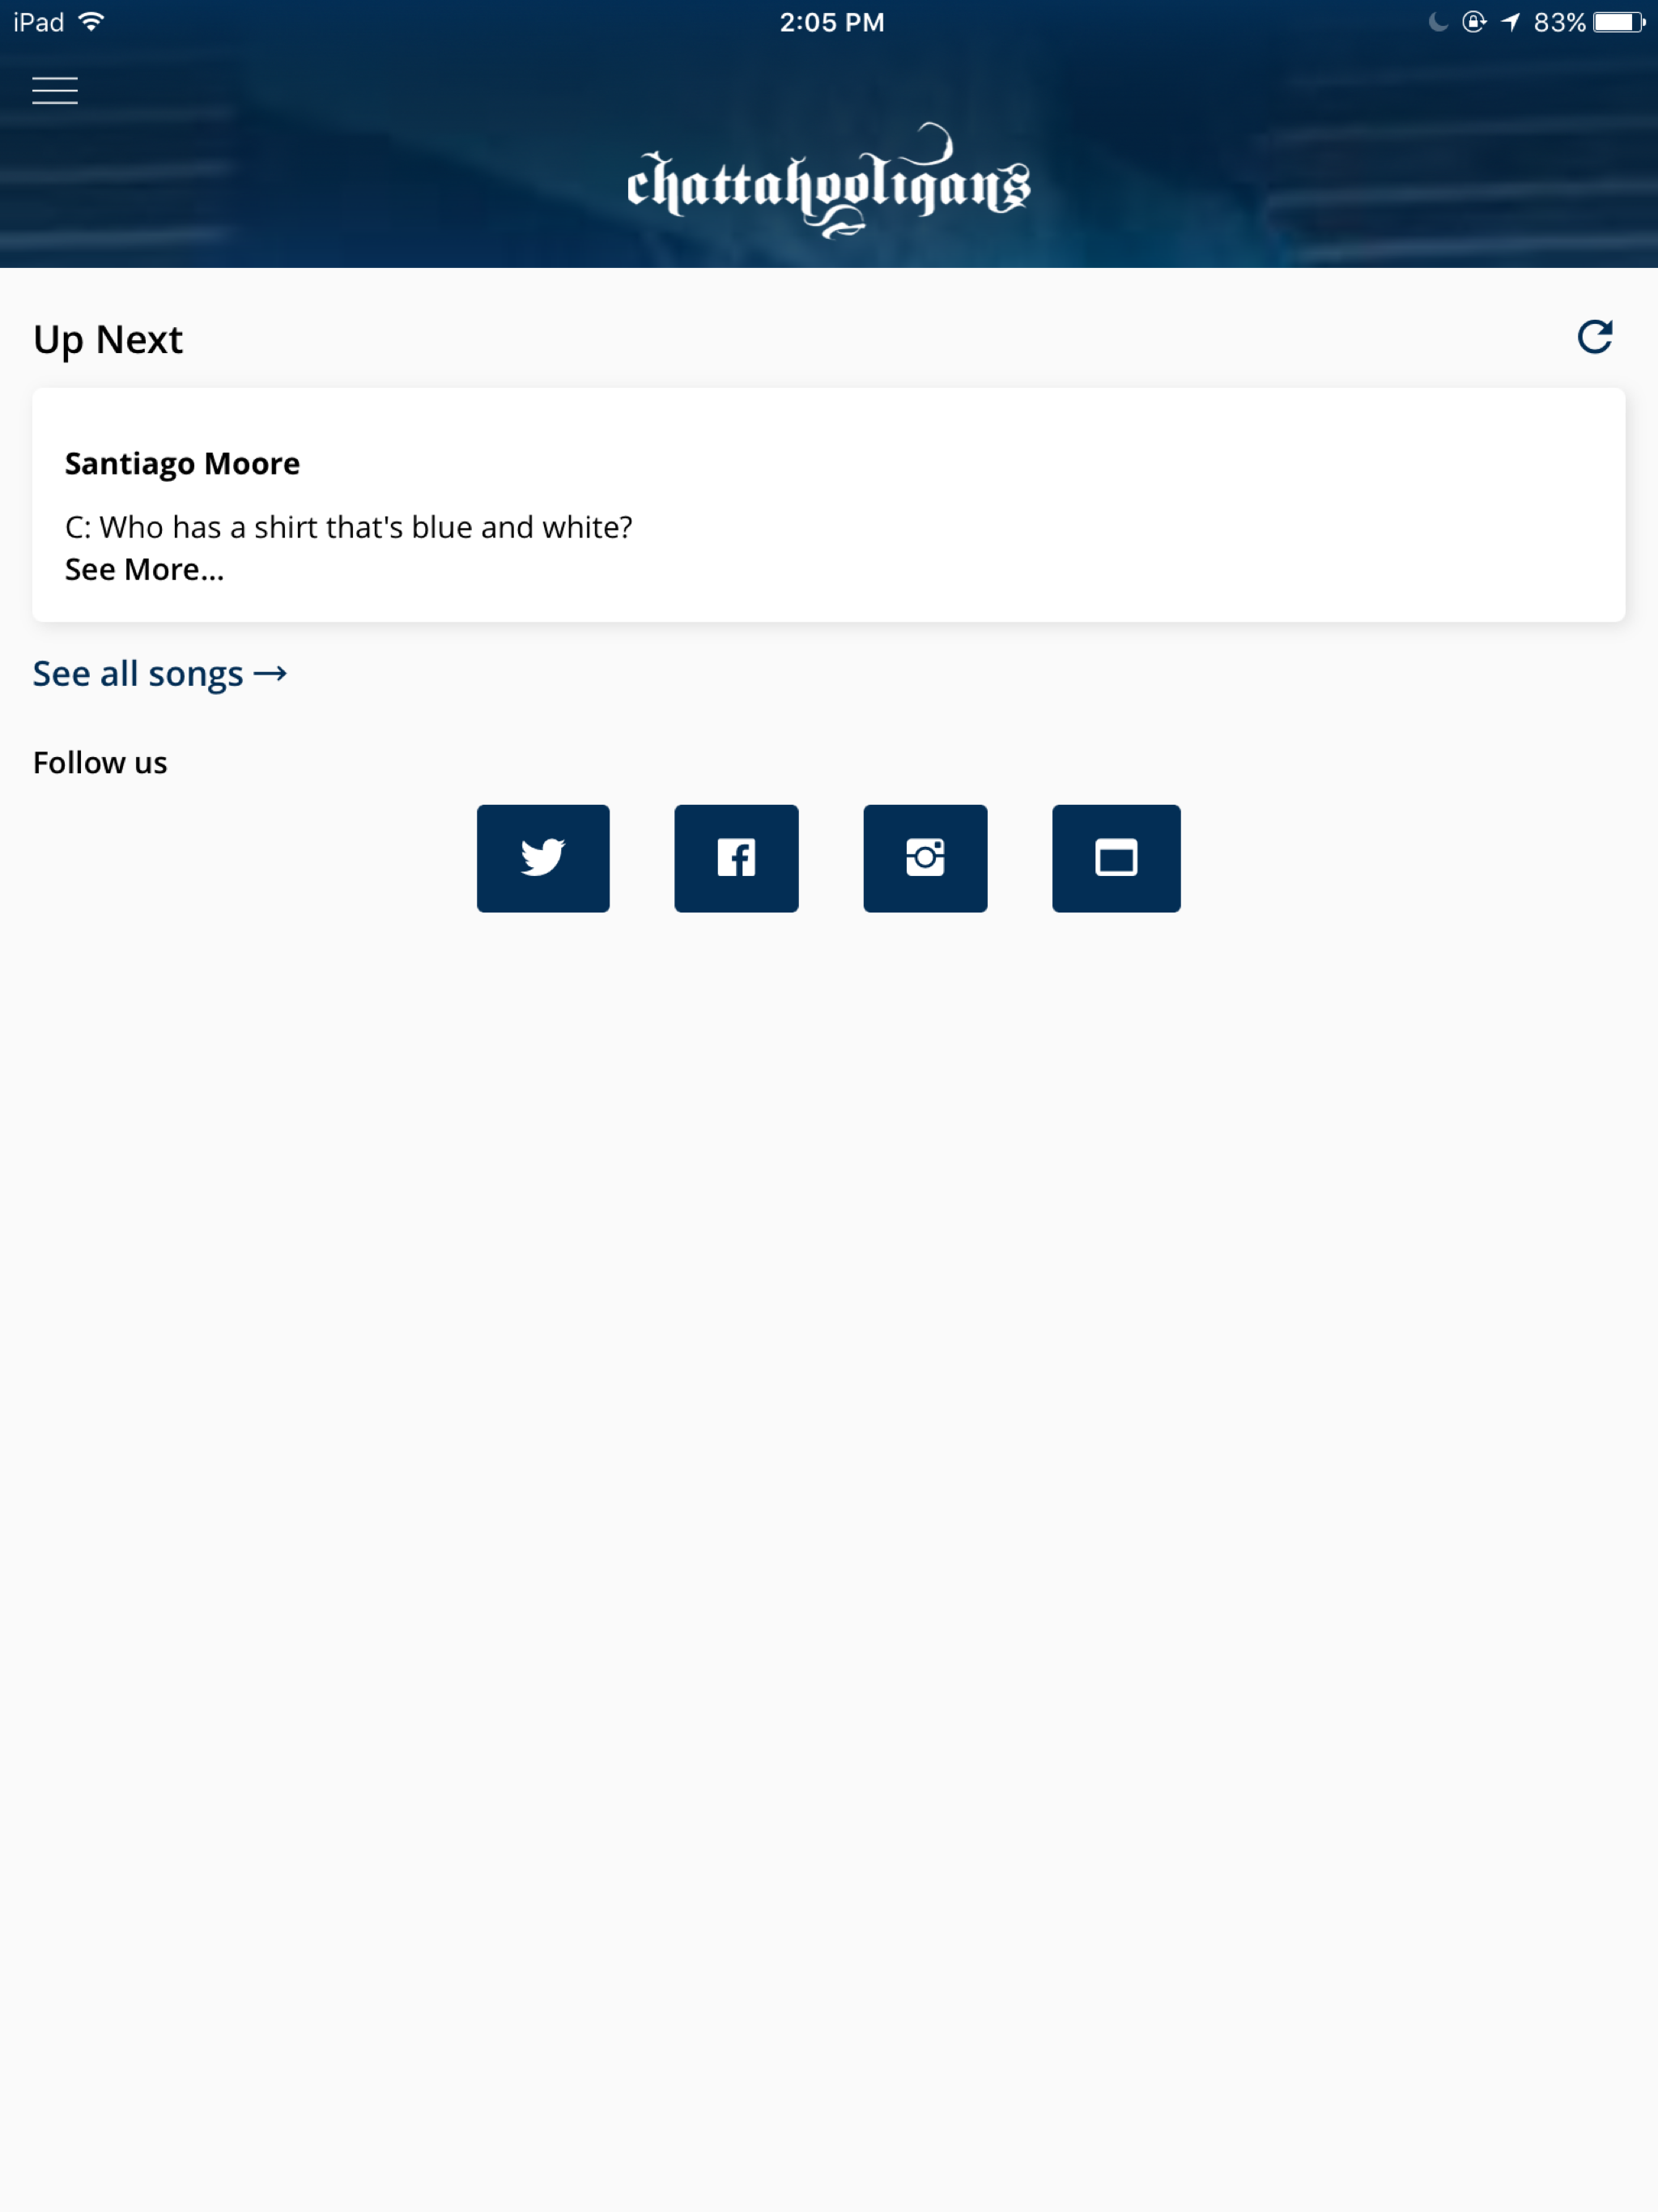 iPad 2:05 PM 83%
chattahooligans
Up Next
Santiago Moore
C: Who has a shirt that's blue and white?
See More...
See all songs →
Follow us